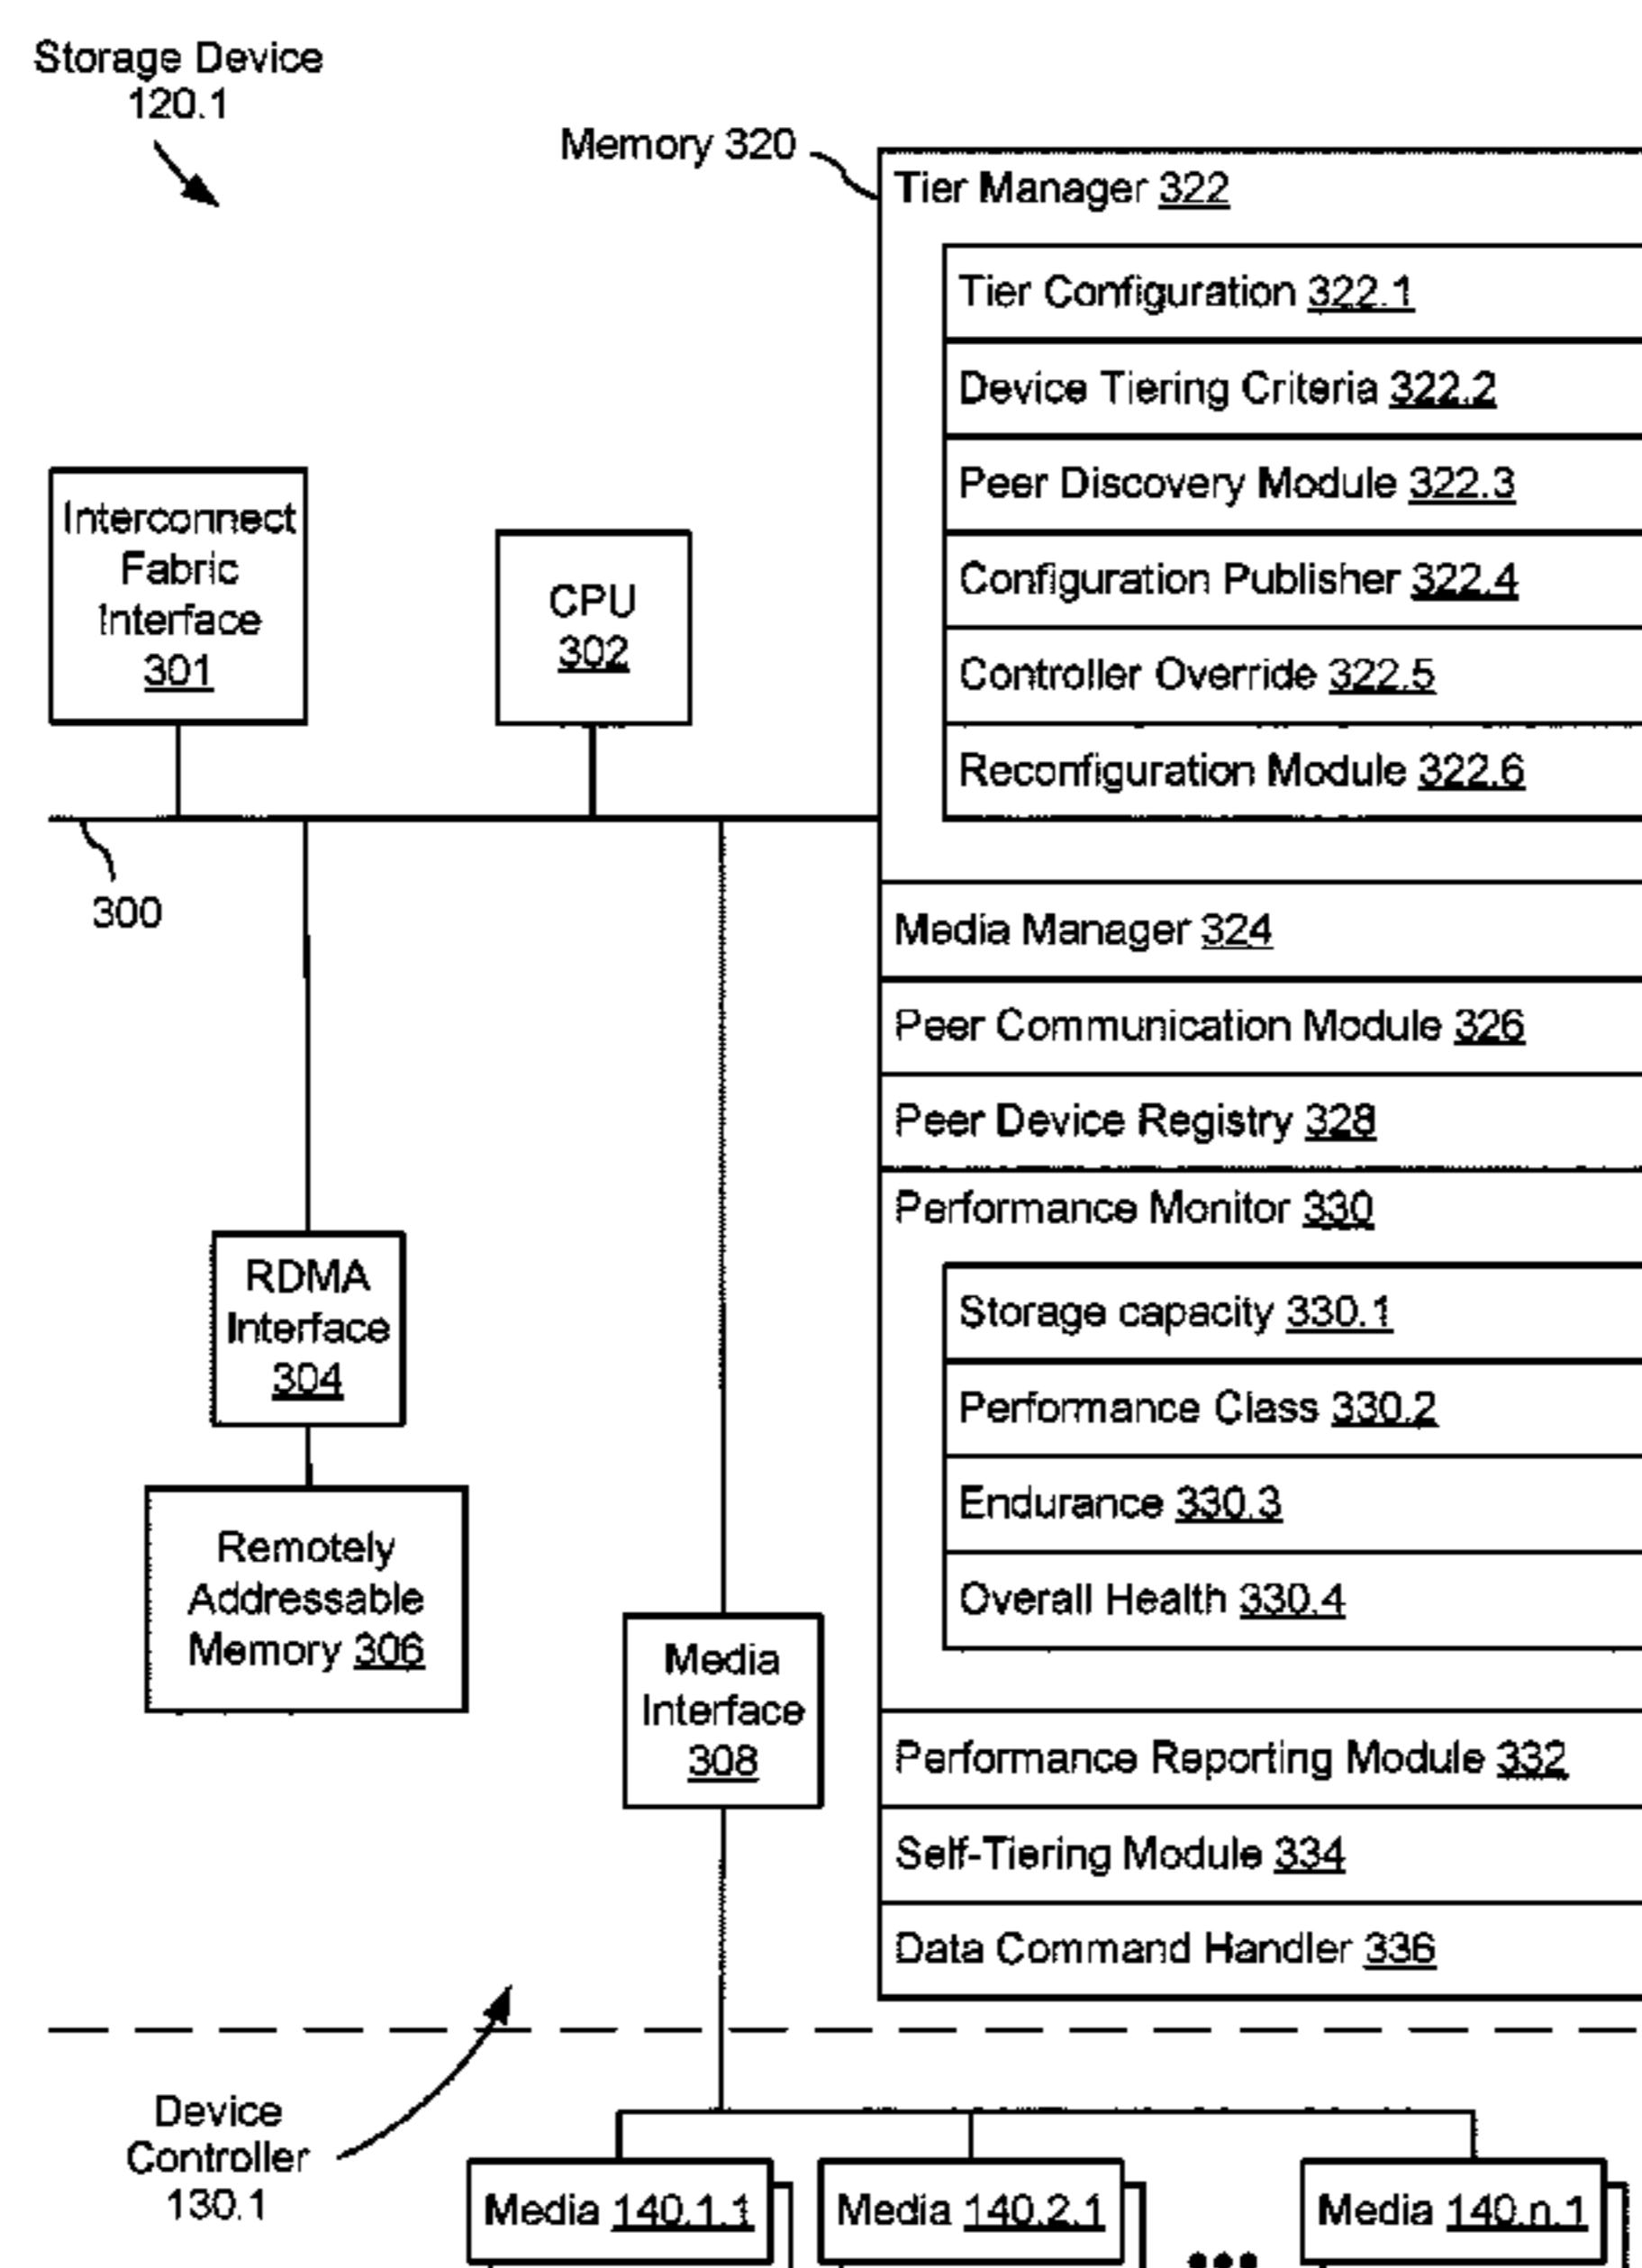 Storage Device
120.1
Memory 320
Tier Manager 322
Tier Configuration 322.1
Device Tiering Criteria 322.2
Peer Discovery Module 322.3
Configuration Publisher 322.4
Controller Override 322.5
Reconfiguration Module 322.6
Interconnect
Fabric
Interface
301
CPU
302
300
Media Manager 324
Peer Communication Module 326
Peer Device Registry 328
Performance Monitor 330
Storage capacity 330.1
Performance Class 330.2
Endurance 330.3
Overall Health 330.4
RDMA
Interface
304
Remotely
Addressable
Memory 306
Media
Interface
308
Performance Reporting Module 332
Self-Tiering Module 334
Data Command Handler 336
Device
Controller
130.1
Media 140.1.1
Media 140.2.1
•••
Media 140.n.1